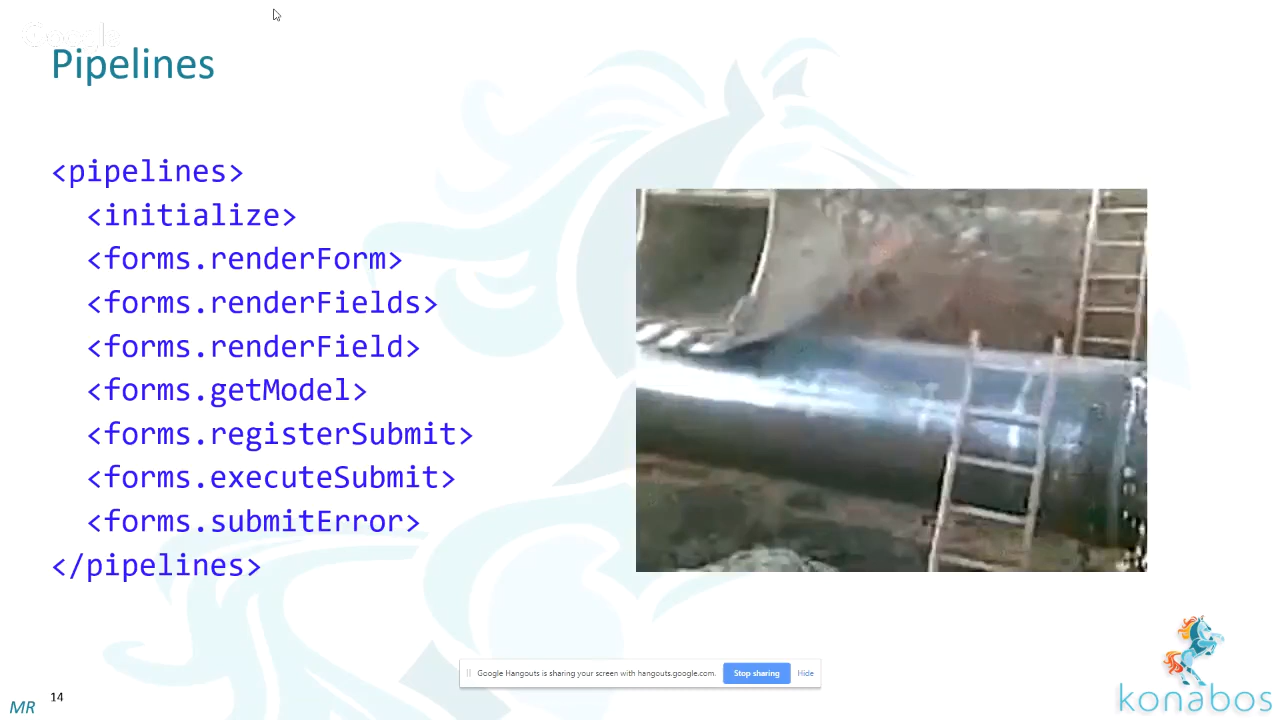 Google
Pipelines
<pipelines>
<initialize>
<forms.renderForm>
<forms.renderFields>
<forms.renderField>
<forms.getModel>
<forms.registerSubmit>
<forms.executeSubmit>
<forms.submitError>
</pipelines>
Google Hangouts is sharing your screen with hangouts.google.com.
Stop sharing
Hide
MR
14
konabos